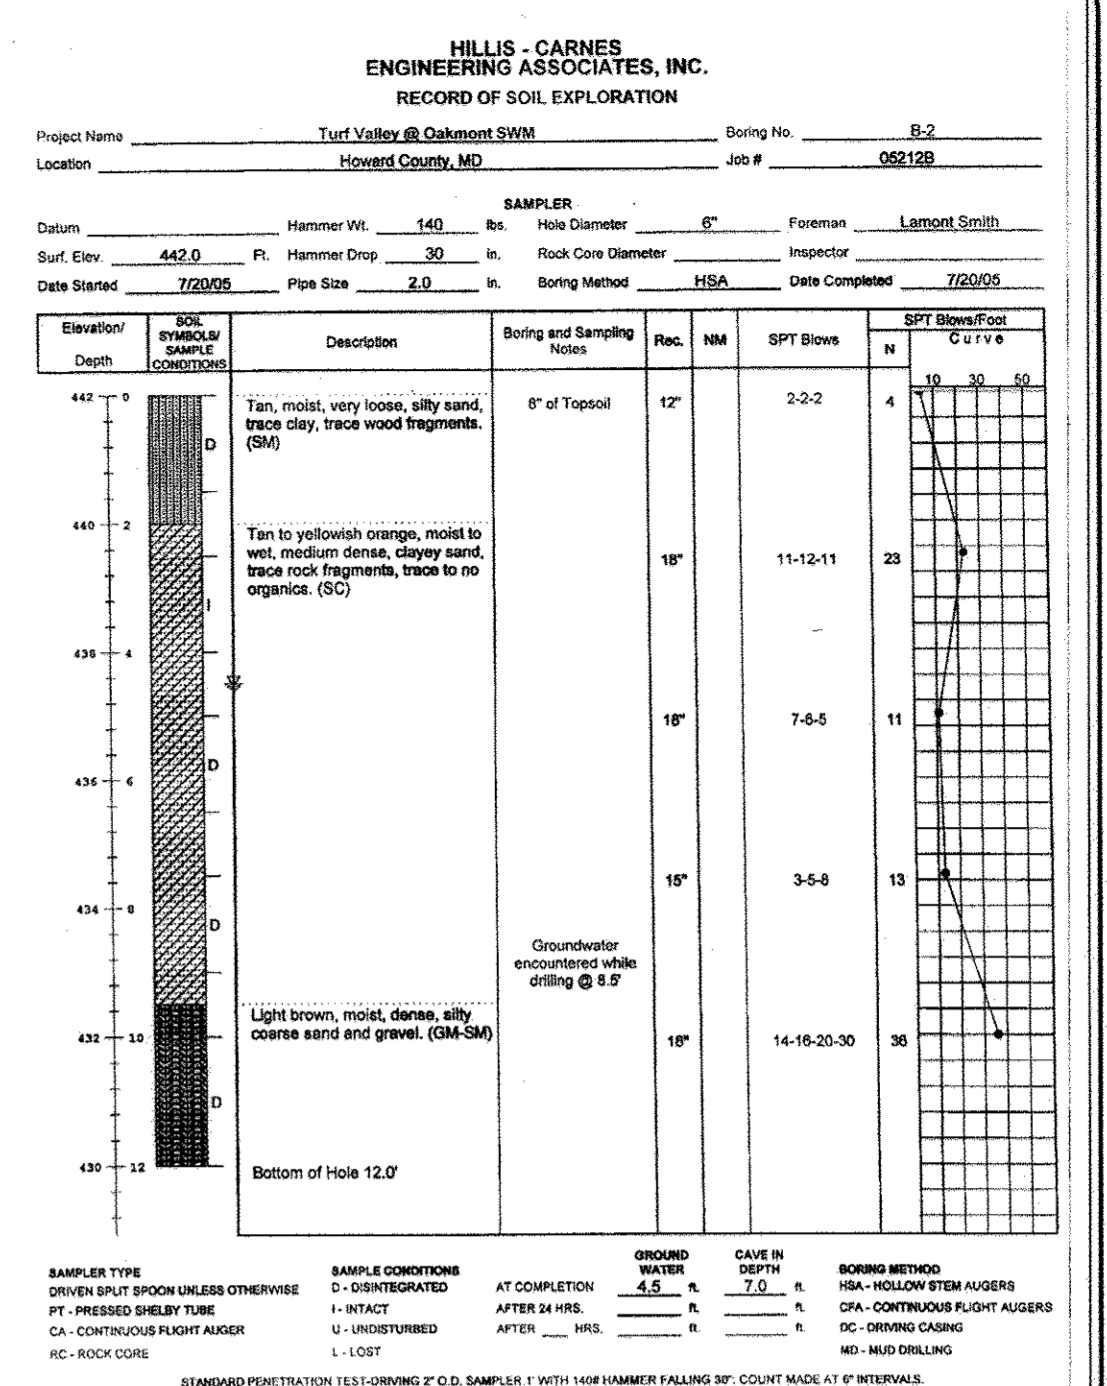 HILLIS - CARNES
ENGINEERING ASSOCIATES, INC.
RECORD OF SOIL EXPLORATION
Project Name Turf Valley @ Oakmont SWM Boring No. B-2
Location Howard County, MD Job # 05212B
SAMPLER
Datum Hammer Wt. 140 lbs. Hole Diameter 6" Foreman Lamont Smith
Surf. Elev. 442.0 Ft. Hammer Drop 30 in. Rock Core Diameter Inspector
Date Started 7/20/05 Pipe Size 2.0 in. Boring Method HSA Date Completed 7/20/05
Elevation/ Depth
SOIL SYMBOLS/ SAMPLE CONDITIONS
Description
Boring and Sampling Notes
Rec. NM SPT Blows
SPT Blows/Foot
N Curve
10 30 50
442 0
Tan, moist, very loose, silty sand, 8" of Topsoil 12" 2-2-2 4
trace clay, trace wood fragments.
(SM)
D
440 2
Tan to yellowish orange, moist to
wet, medium dense, clayey sand, 18" 11-12-11 23
trace rock fragments, trace to no
organics. (SC)
I
438 4
18" 7-6-5 11
D
436 6
15" 3-5-8 13
434 8
D
Groundwater
encountered while
drilling @ 8.5'
Light brown, moist, dense, silty
coarse sand and gravel. (GM-SM)
432 10 18" 14-16-20-30 36
D
430 12 Bottom of Hole 12.0'
SAMPLER TYPE
DRIVEN SPLIT SPOON UNLESS OTHERWISE
PT - PRESSED SHELBY TUBE
CA - CONTINUOUS FLIGHT AUGER
RC - ROCK CORE
SAMPLE CONDITIONS
D - DISINTEGRATED
I - INTACT
U - UNDISTURBED
L - LOST
GROUND WATER CAVE IN DEPTH
AT COMPLETION 4.5 ft. 7.0 ft.
AFTER 24 HRS. ft. ft.
AFTER ___ HRS. ft. ft.
BORING METHOD
HSA - HOLLOW STEM AUGERS
CFA - CONTINUOUS FLIGHT AUGERS
DC - DRIVING CASING
MD - MUD DRILLING
STANDARD PENETRATION TEST-DRIVING 2" O.D. SAMPLER 1' WITH 140# HAMMER FALLING 30"; COUNT MADE AT 6" INTERVALS.